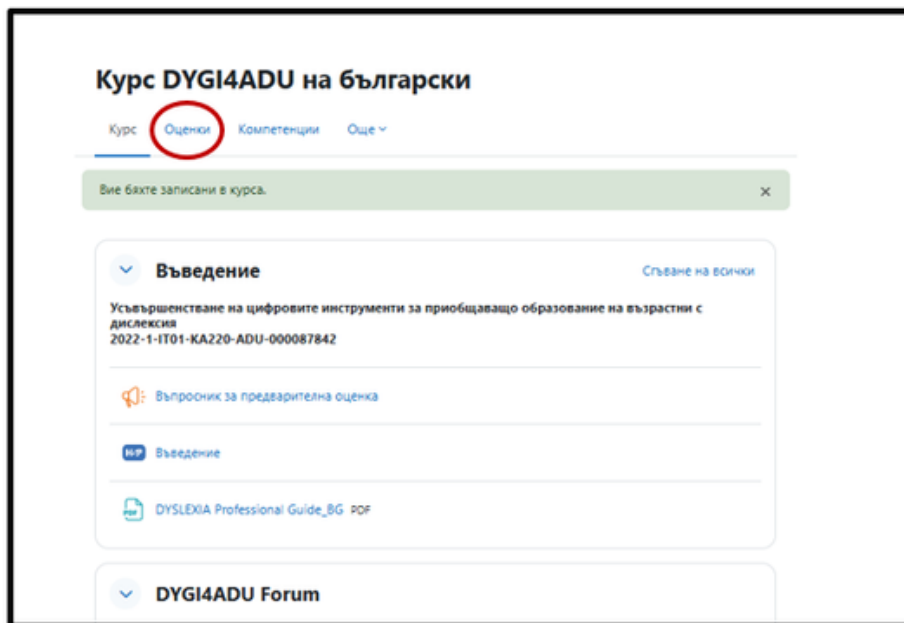 Курс DYGI4ADU на български
Курс Оценки Компетенции Още
Вие бяхте записани в курса. ×
Въведение Сгъване на всички
Усъвършенстване на цифровите инструменти за приобщаващо образование на възрастни с
дислексия
2022-1-IT01-KA220-ADU-000087842
Въпросник за предварителна оценка
H-P Въведение
PDF DYSLEXIA Professional Guide_BG PDF
DYGI4ADU Forum